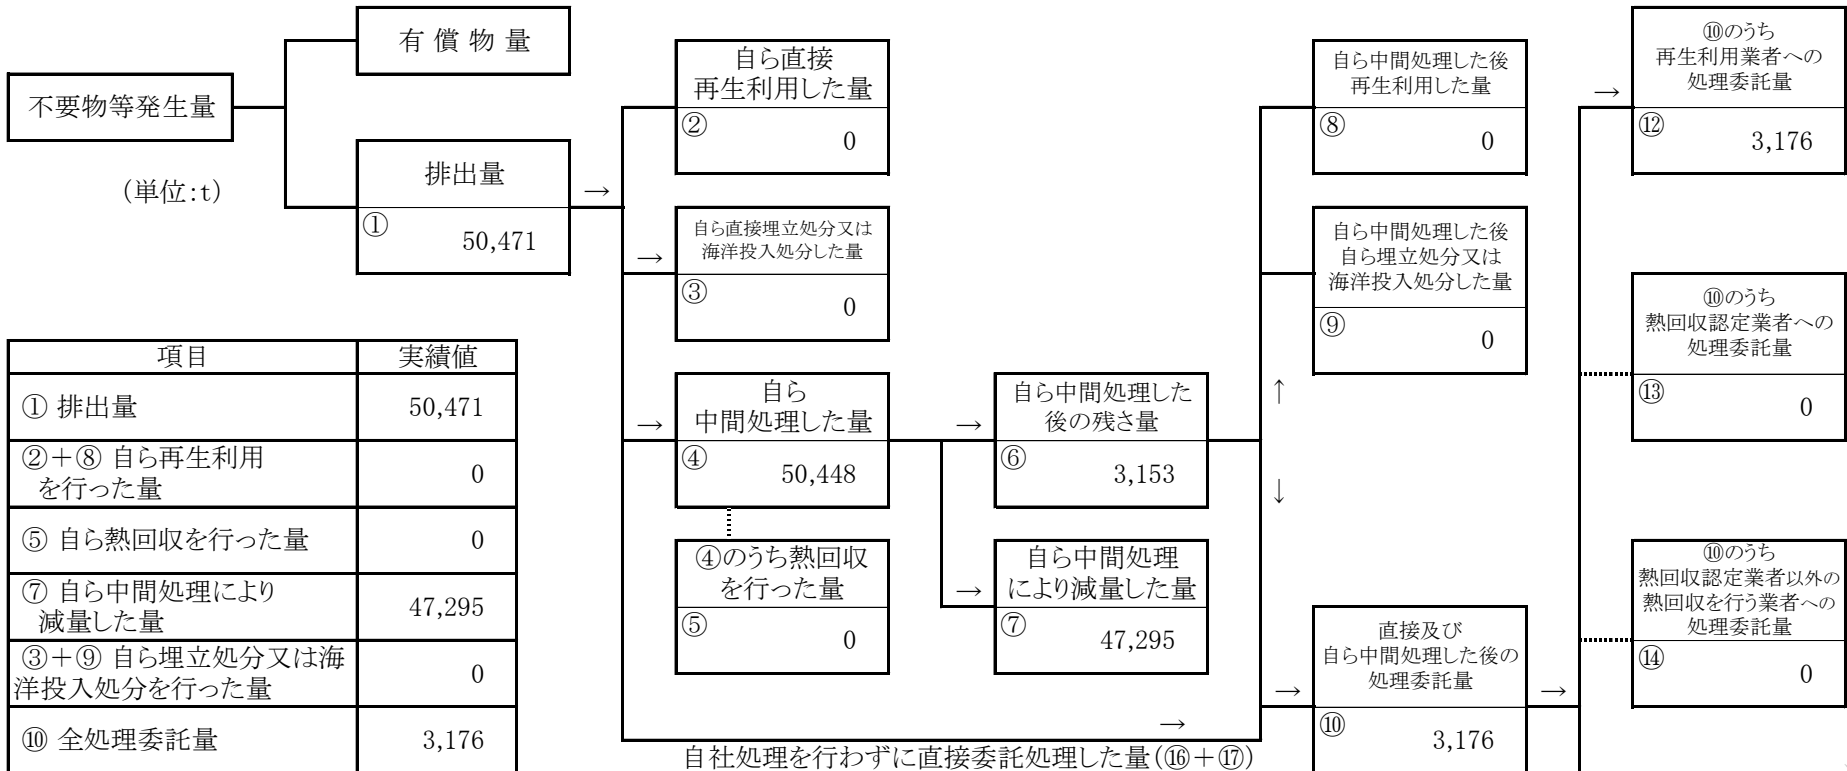 有 償 物 量
不要物等発生量
(単位:t)
排出量
① 50,471
→
自ら直接
再生利用した量
② 0
→
自ら直接埋立処分又は
海洋投入処分した量
③ 0
→
自ら
中間処理した量
④ 50,448
④のうち熱回収
を行った量
⑤ 0
→
自ら中間処理した
後の残さ量
⑥ 3,153
→
自ら中間処理
により減量した量
⑦ 47,295
自ら中間処理した後
再生利用した量
⑧ 0
自ら中間処理した後
自ら埋立処分又は
海洋投入処分した量
⑨ 0
↑
↓
→
直接及び
自ら中間処理した後の
処理委託量
⑩ 3,176
→
→
自社処理を行わずに直接委託処理した量(⑯+⑰)
→
⑩のうち
再生利用業者への
処理委託量
⑫ 3,176
⑩のうち
熱回収認定業者への
処理委託量
⑬ 0
⑩のうち
熱回収認定業者以外の
熱回収を行う業者への
処理委託量
⑭ 0
項目 実績値
① 排出量 50,471
②+⑧ 自ら再生利用
を行った量 0
⑤ 自ら熱回収を行った量 0
⑦ 自ら中間処理により
減量した量 47,295
③+⑨ 自ら埋立処分又は海
洋投入処分を行った量 0
⑩ 全処理委託量 3,176